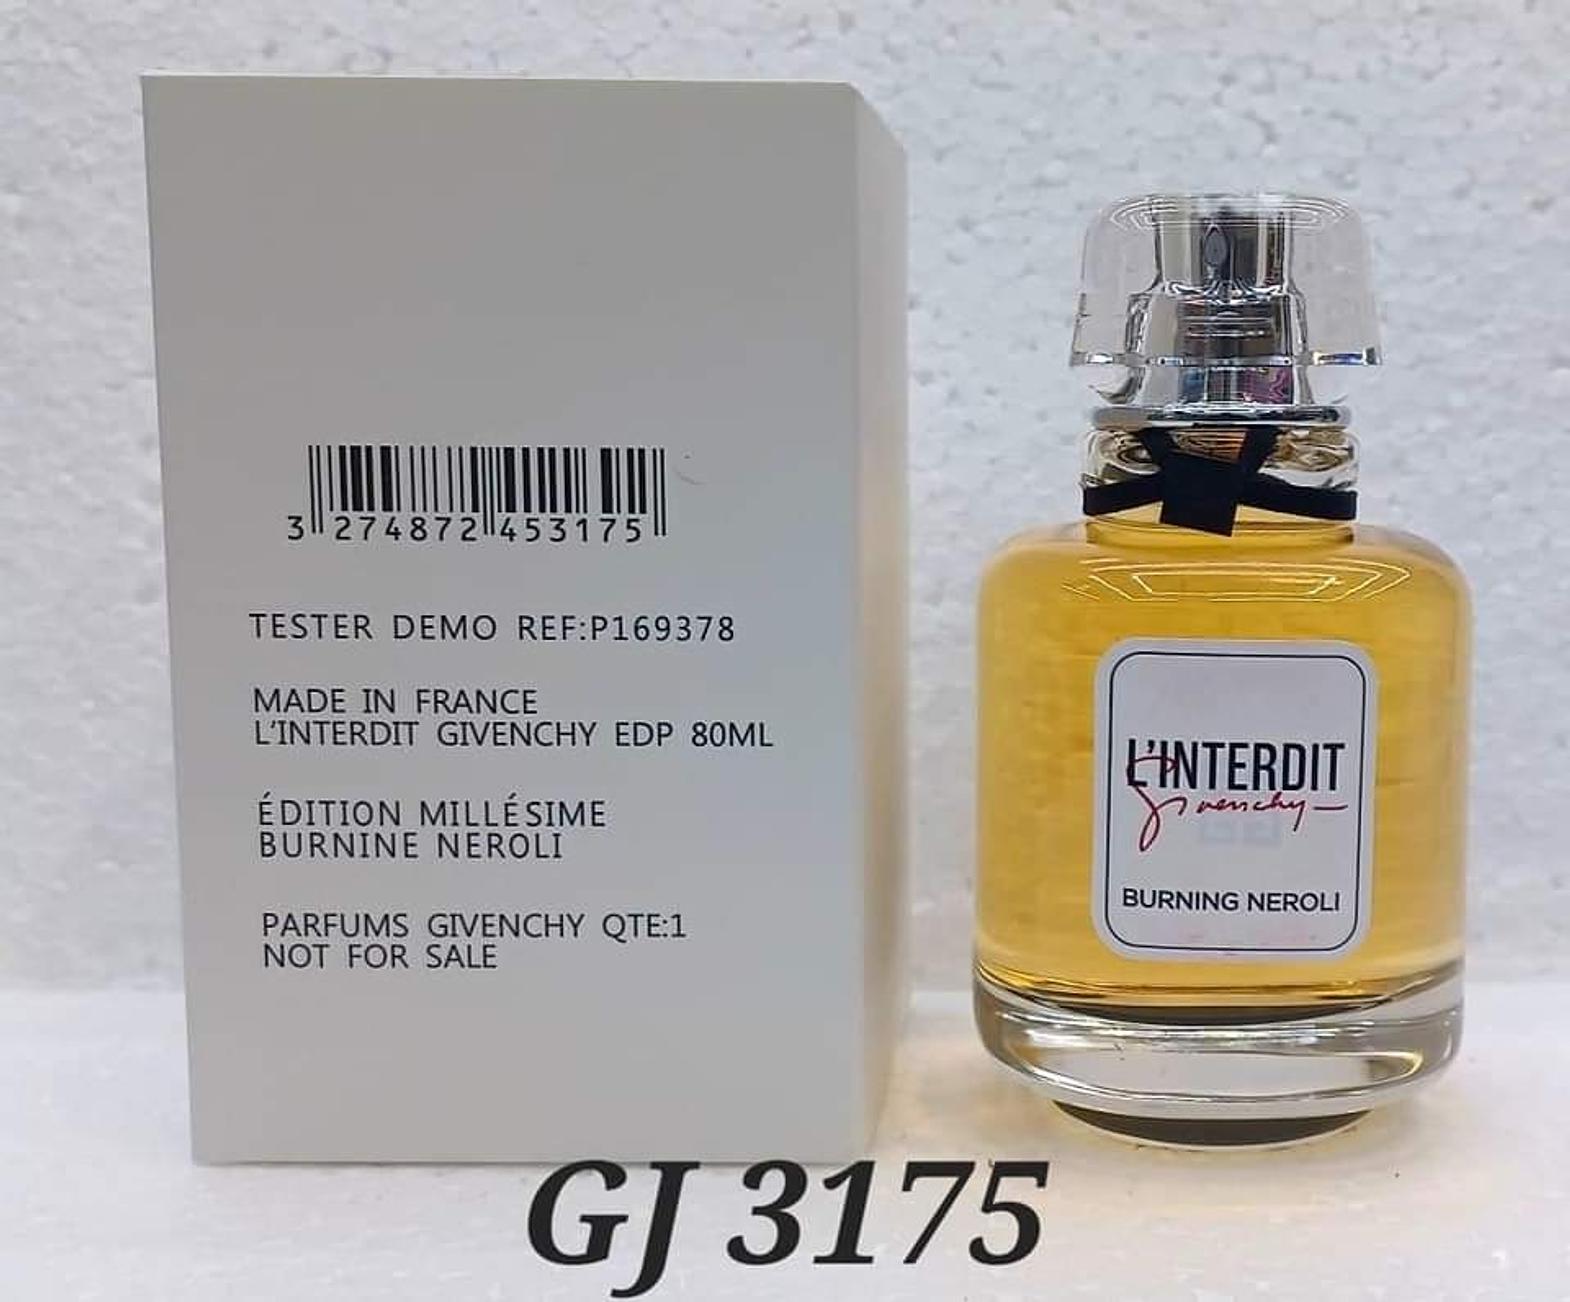 3 274872 453175
TESTER DEMO REF:P169378
MADE IN FRANCE
L'INTERDIT GIVENCHY EDP 80ML
ÉDITION MILLÉSIME
BURNINE NEROLI
PARFUMS GIVENCHY QTE:1
NOT FOR SALE
L'INTERDIT
Givenchy
BURNING NEROLI
GJ 3175